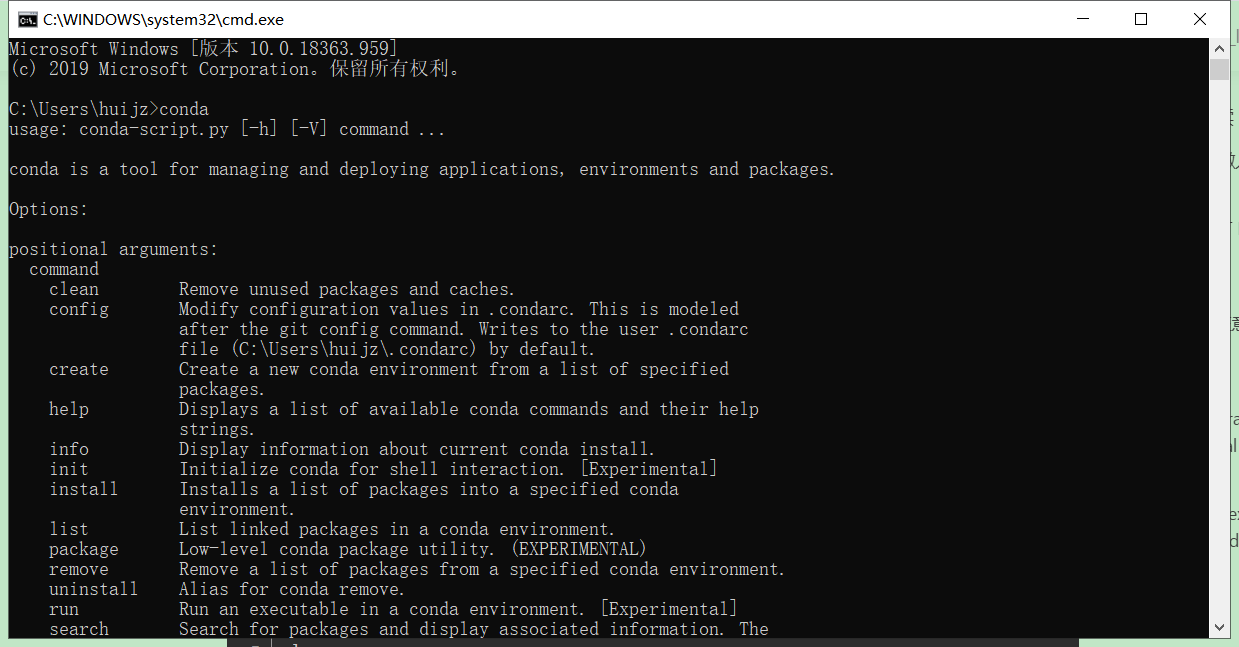 C:\WINDOWS\system32\cmd.exe
Microsoft Windows [版本 10.0.18363.959]
(c) 2019 Microsoft Corporation。保留所有权利。
C:\Users\huijz>conda
usage: conda-script.py [-h] [-V] command ...
conda is a tool for managing and deploying applications, environments and packages.
Options:
positional arguments:
command
clean Remove unused packages and caches.
config Modify configuration values in .condarc. This is modeled
after the git config command. Writes to the user .condarc
file (C:\Users\huijz\.condarc) by default.
create Create a new conda environment from a list of specified
packages.
help Displays a list of available conda commands and their help
strings.
info Display information about current conda install.
init Initialize conda for shell interaction. [Experimental]
install Installs a list of packages into a specified conda
environment.
list List linked packages in a conda environment.
package Low-level conda package utility. (EXPERIMENTAL)
remove Remove a list of packages from a specified conda environment.
uninstall Alias for conda remove.
run Run an executable in a conda environment. [Experimental]
search Search for packages and display associated information. The